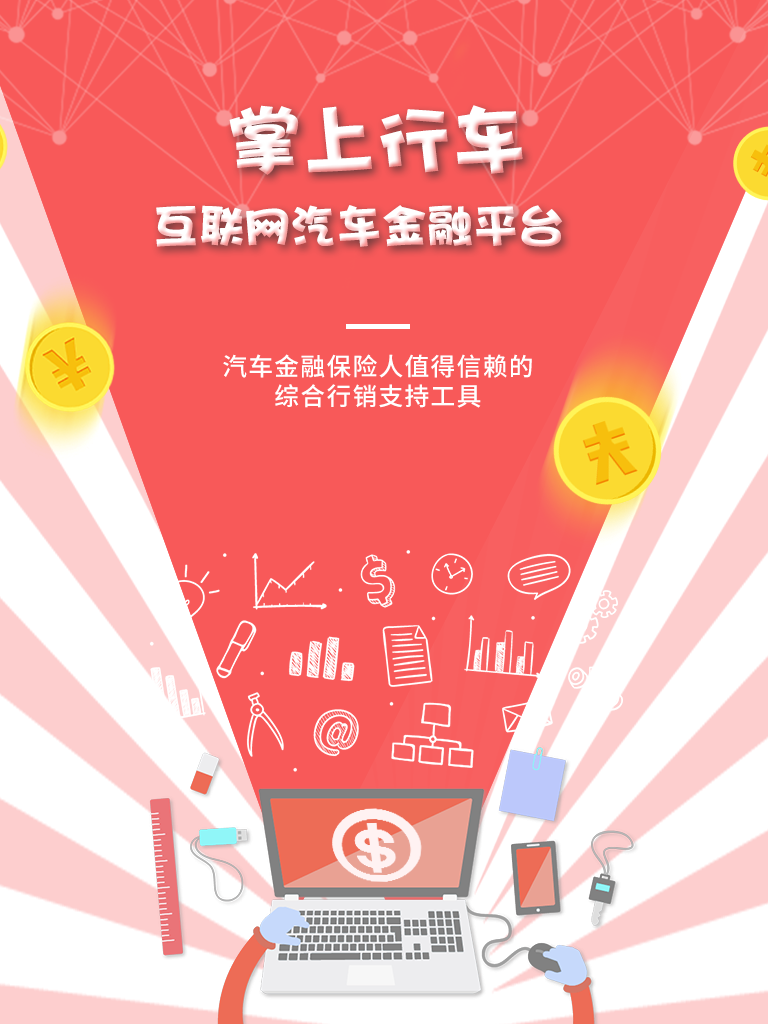 掌上行车
互联网汽车金融平台
汽车金融保险人值得信赖的
综合行销支持工具